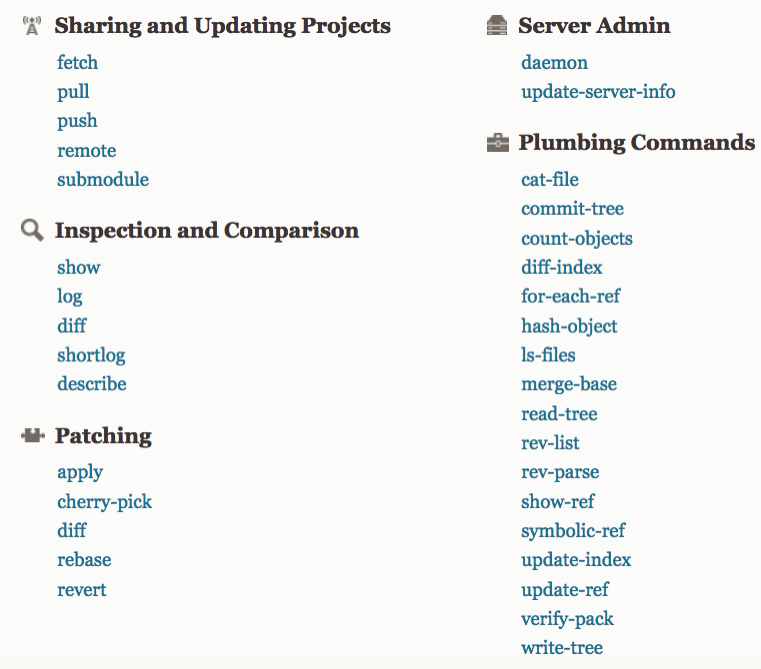 Sharing and Updating Projects
fetch
pull
push
remote
submodule
Inspection and Comparison
show
log
diff
shortlog
describe
Patching
apply
cherry-pick
diff
rebase
revert
Server Admin
daemon
update-server-info
Plumbing Commands
cat-file
commit-tree
count-objects
diff-index
for-each-ref
hash-object
ls-files
merge-base
read-tree
rev-list
rev-parse
show-ref
symbolic-ref
update-index
update-ref
verify-pack
write-tree